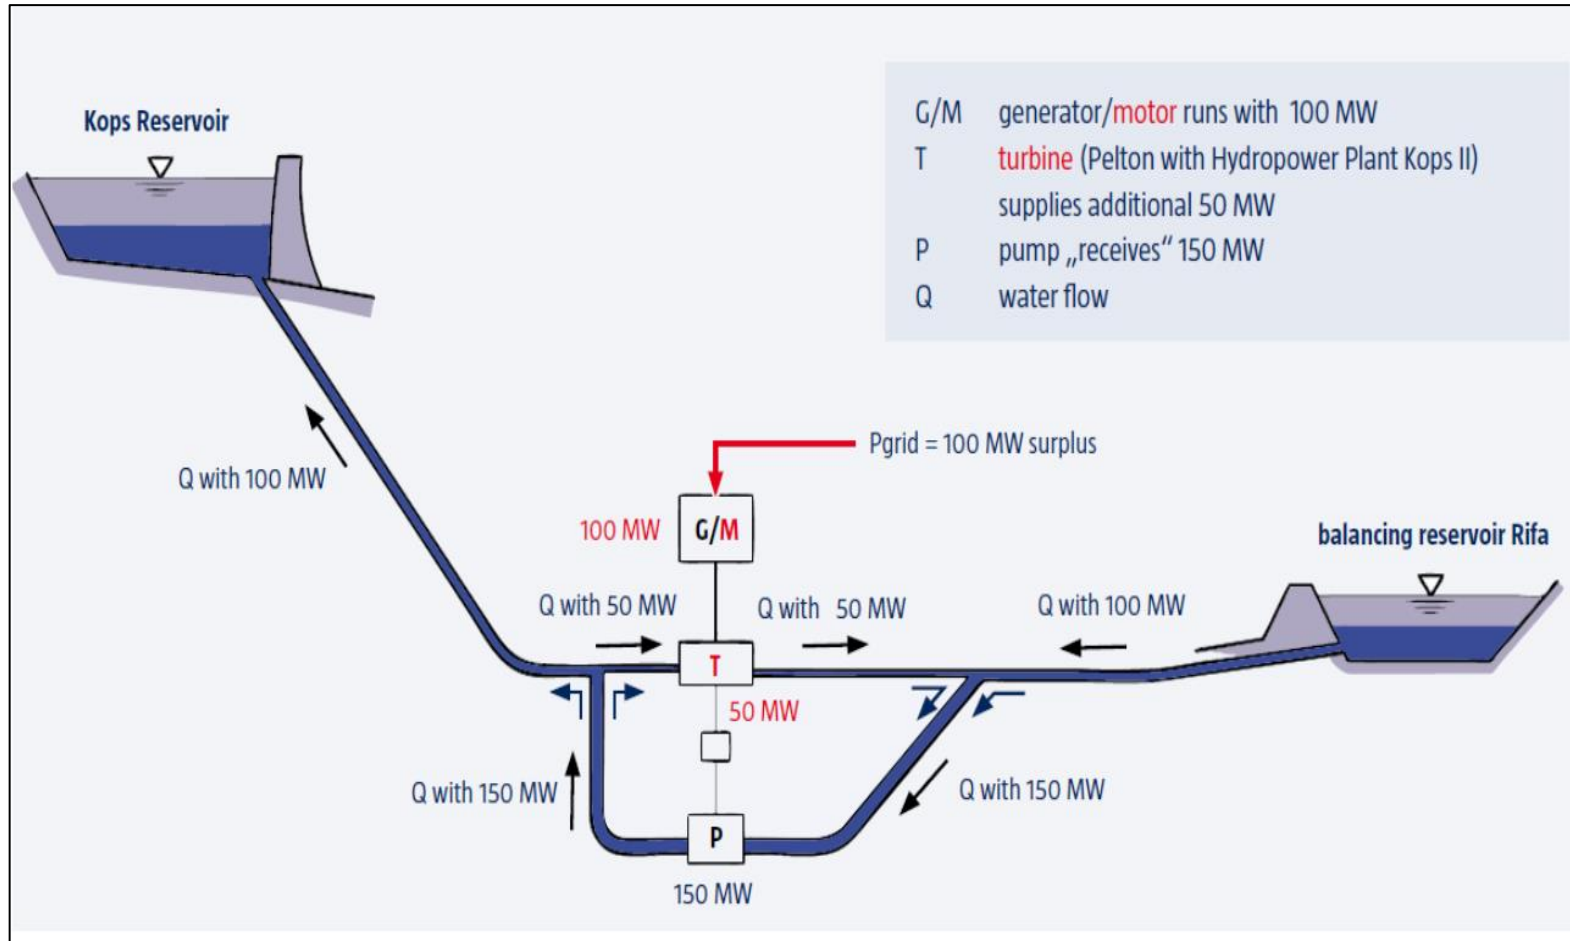 Kops Reservoir
G/M generator/motor runs with 100 MW
T turbine (Pelton with Hydropower Plant Kops II)
supplies additional 50 MW
P pump „receives“ 150 MW
Q water flow
Pgrid = 100 MW surplus
Q with 100 MW
100 MW
G/M
balancing reservoir Rifa
Q with 50 MW
Q with 50 MW
Q with 100 MW
T
50 MW
Q with 150 MW
Q with 150 MW
P
150 MW